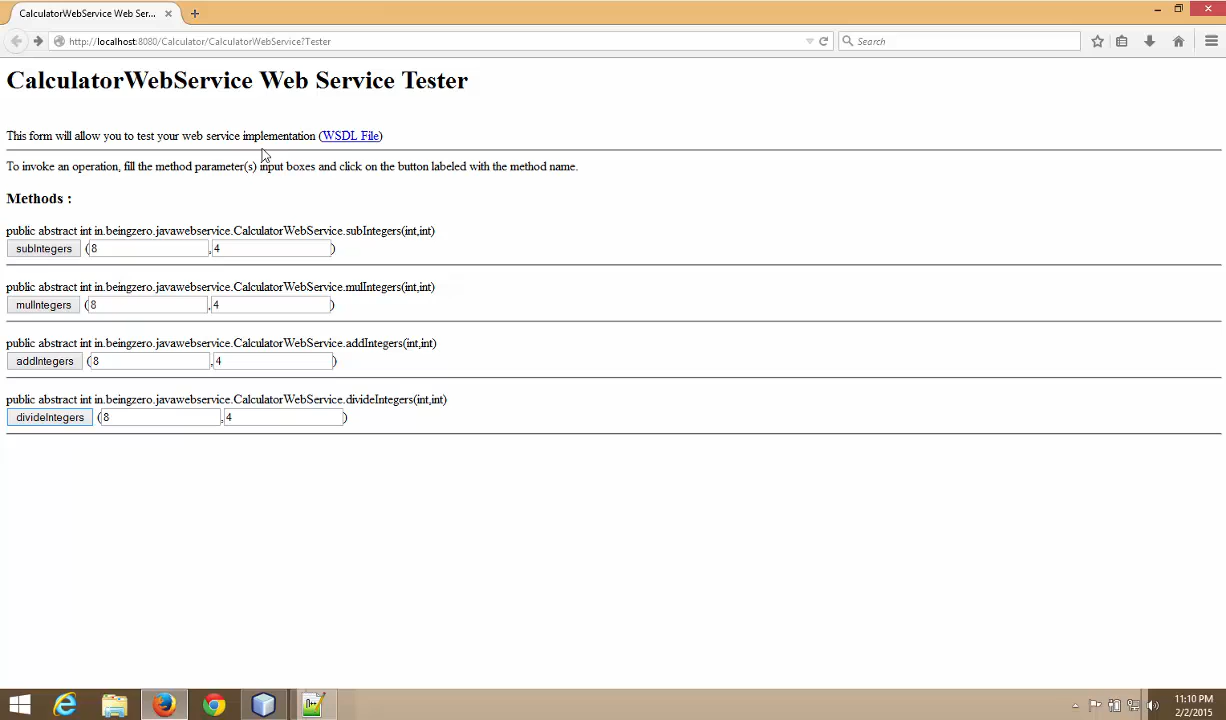 CalculatorWebService Web Ser...
http://localhost:8080/Calculator/CalculatorWebService?Tester
Search
CalculatorWebService Web Service Tester
This form will allow you to test your web service implementation (WSDL File)
To invoke an operation, fill the method parameter(s) input boxes and click on the button labeled with the method name.
Methods :
public abstract int in.beingzero.javawebservice.CalculatorWebService.subIntegers(int,int)
subIntegers (8,4)
public abstract int in.beingzero.javawebservice.CalculatorWebService.mulIntegers(int,int)
mulIntegers (8,4)
public abstract int in.beingzero.javawebservice.CalculatorWebService.addIntegers(int,int)
addIntegers (8,4)
public abstract int in.beingzero.javawebservice.CalculatorWebService.divideIntegers(int,int)
divideIntegers (8,4)
11:10 PM
2/2/2015